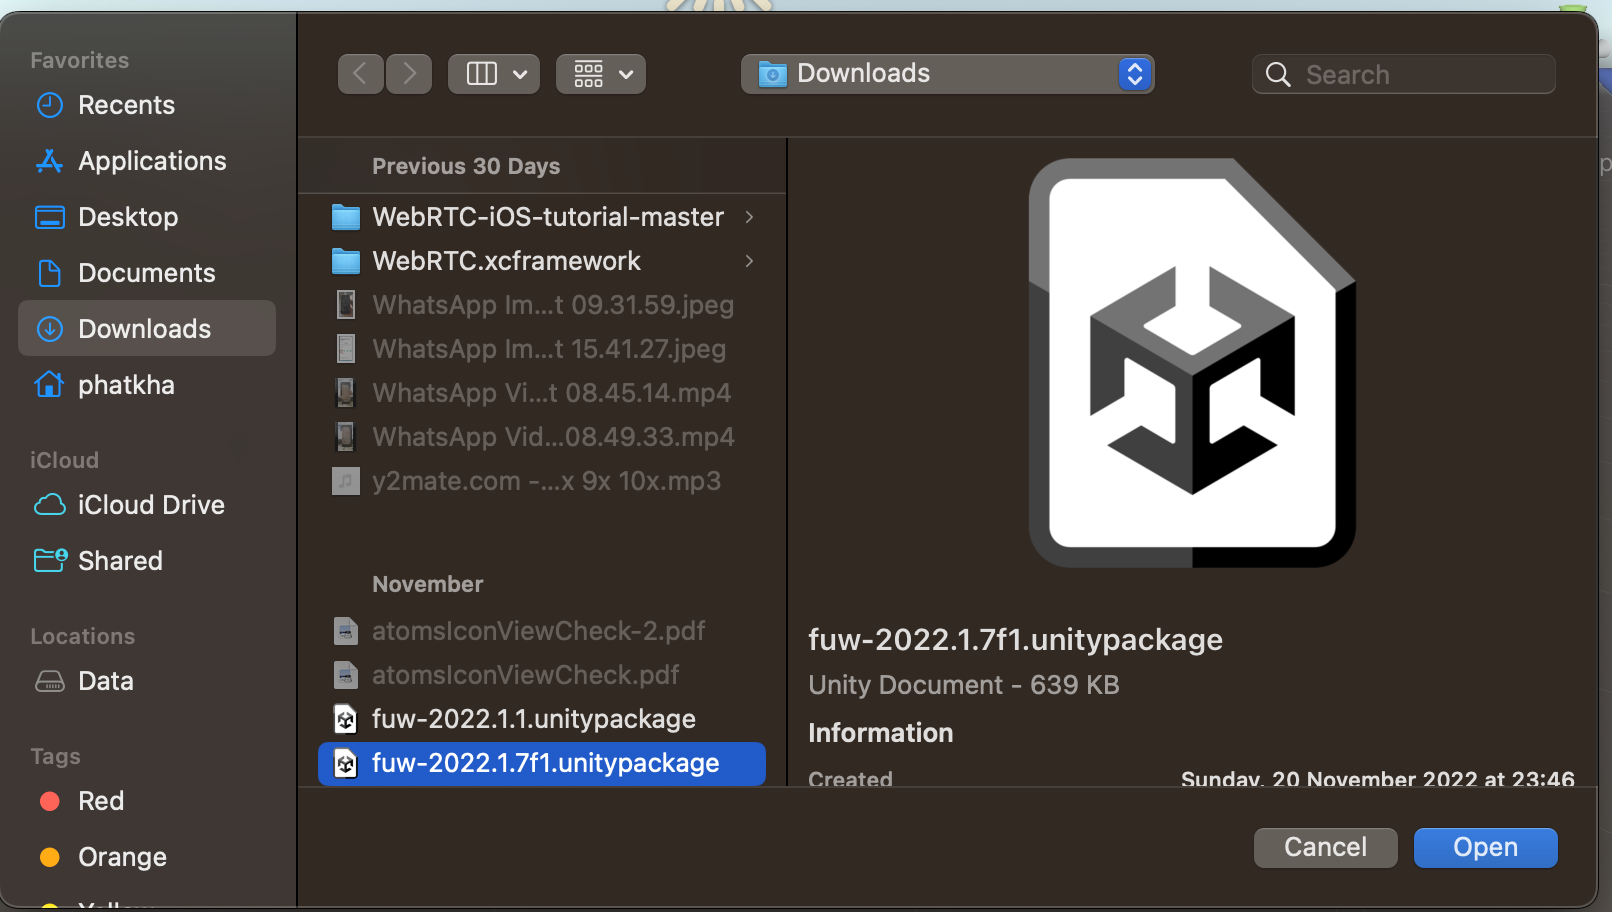 Favorites
Recents
Applications
Desktop
Documents
Downloads
phatkha
iCloud
iCloud Drive
Shared
Locations
Data
Tags
Red
Orange
Yellow
Downloads
Search
Previous 30 Days
WebRTC-iOS-tutorial-master
WebRTC.xcframework
WhatsApp Im...t 09.31.59.jpeg
WhatsApp Im...t 15.41.27.jpeg
WhatsApp Vi...t 08.45.14.mp4
WhatsApp Vid...08.49.33.mp4
y2mate.com -...x 9x 10x.mp3
November
atomsIconViewCheck-2.pdf
atomsIconViewCheck.pdf
fuw-2022.1.1.unitypackage
fuw-2022.1.7f1.unitypackage
fuw-2022.1.7f1.unitypackage
Unity Document - 639 KB
Information
Created Sunday, 20 November 2022 at 23:46
Cancel Open